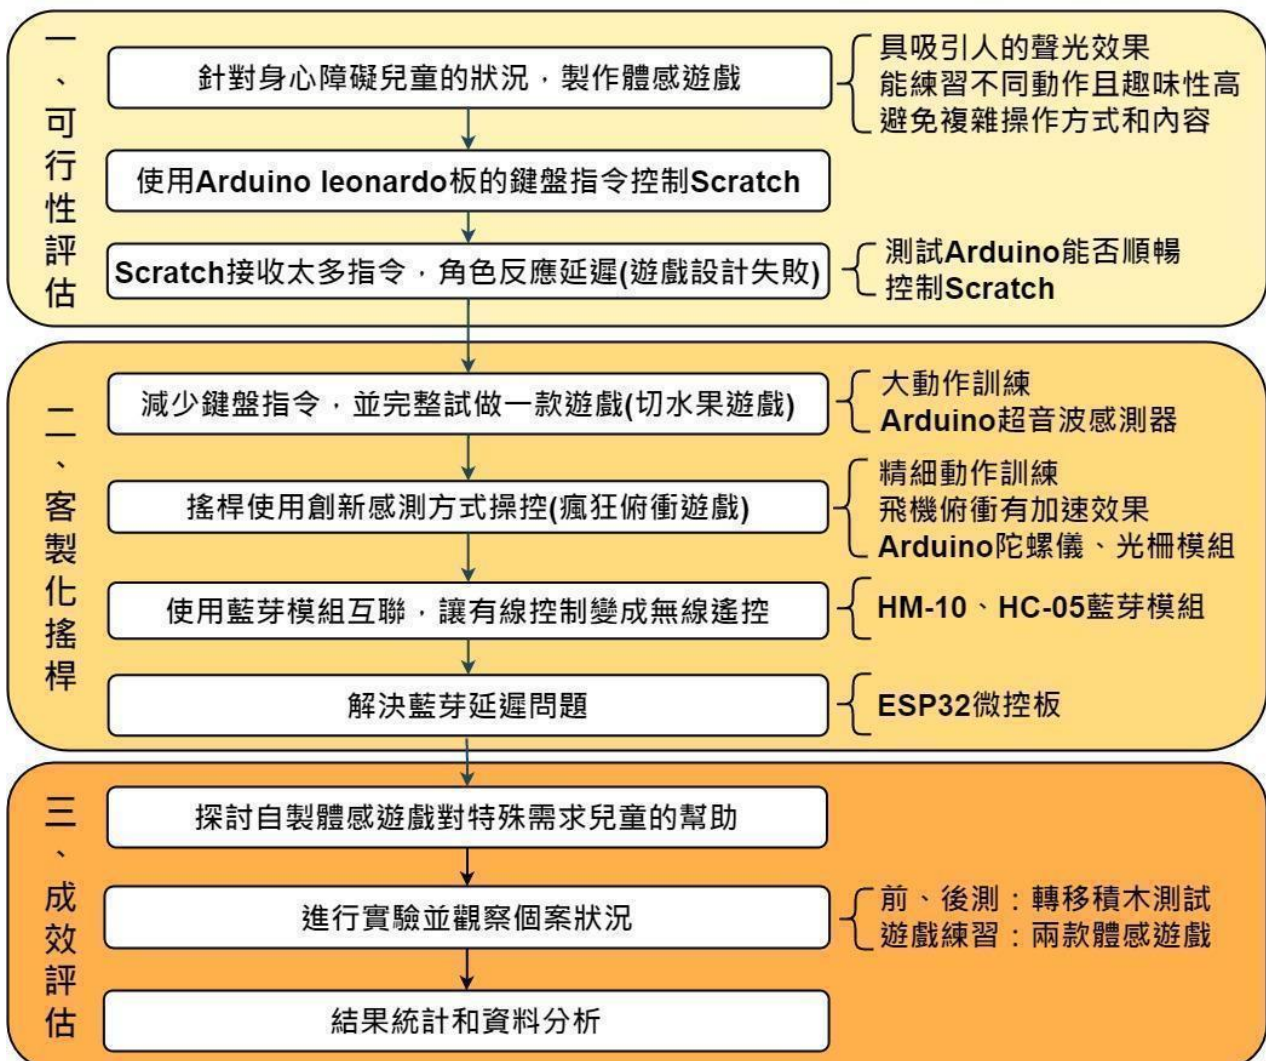 一、可行性評估
針對身心障礙兒童的狀況，製作體感遊戲
具吸引人的聲光效果
能練習不同動作且趣味性高
避免複雜操作方式和內容
使用Arduino leonardo板的鍵盤指令控制Scratch
Scratch接收太多指令，角色反應延遲(遊戲設計失敗)
測試Arduino能否順暢
控制Scratch
二、客製化搖桿
減少鍵盤指令，並完整試做一款遊戲(切水果遊戲)
大動作訓練
Arduino超音波感測器
搖桿使用創新感測方式操控(瘋狂俯衝遊戲)
精細動作訓練
飛機俯衝有加速效果
Arduino陀螺儀、光柵模組
使用藍芽模組互聯，讓有線控制變成無線遙控
HM-10、HC-05藍芽模組
解決藍芽延遲問題
ESP32微控板
三、成效評估
探討自製體感遊戲對特殊需求兒童的幫助
進行實驗並觀察個案狀況
前、後測：轉移積木測試
遊戲練習：兩款體感遊戲
結果統計和資料分析